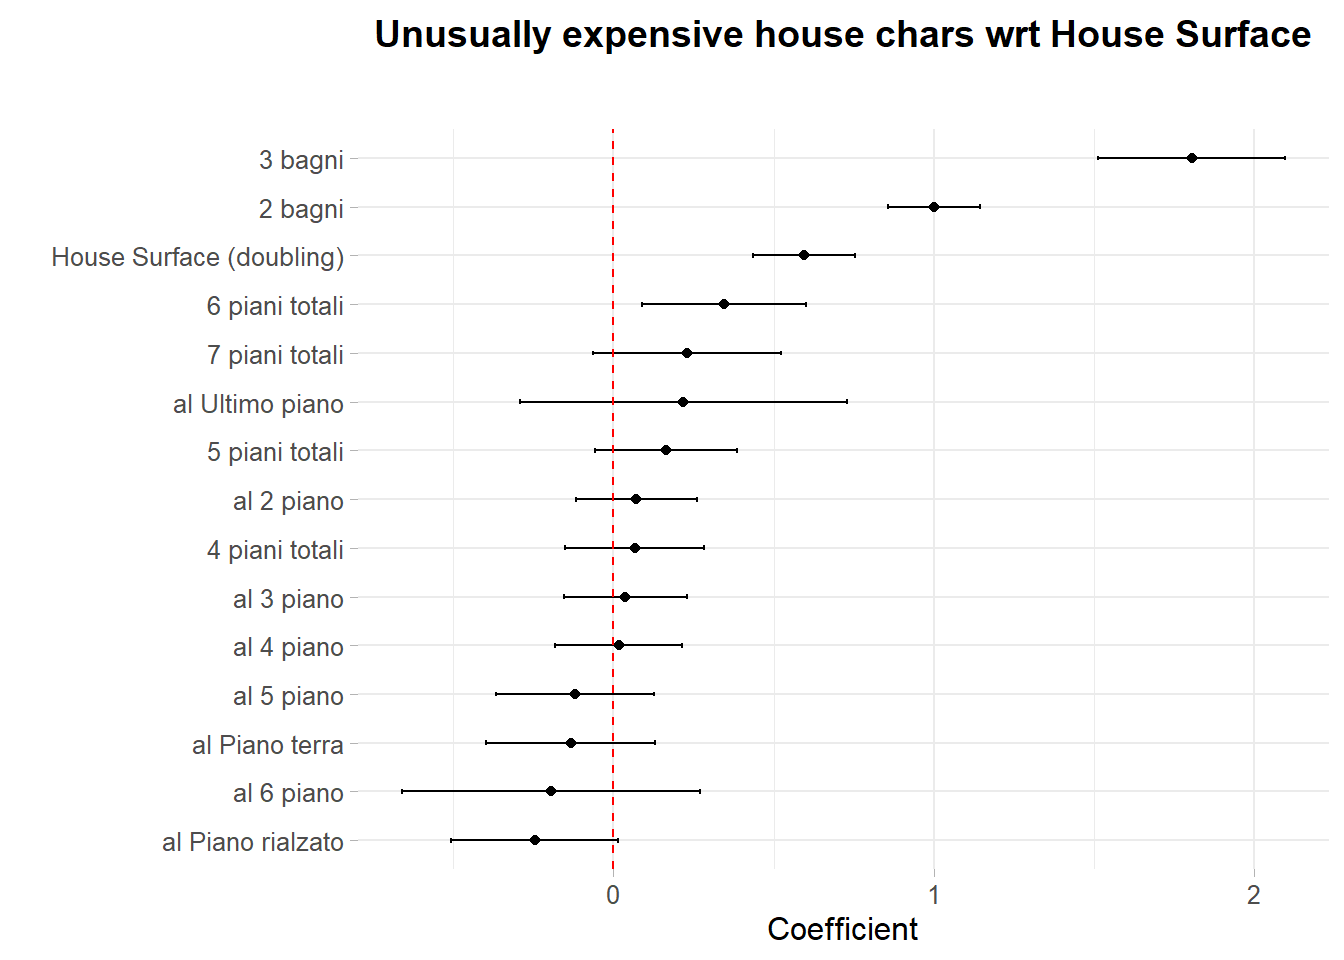 Unusually expensive house chars wrt House Surface
3 bagni
2 bagni
House Surface (doubling)
6 piani totali
7 piani totali
al Ultimo piano
5 piani totali
al 2 piano
4 piani totali
al 3 piano
al 4 piano
al 5 piano
al Piano terra
al 6 piano
al Piano rialzato
0 1 2
Coefficient